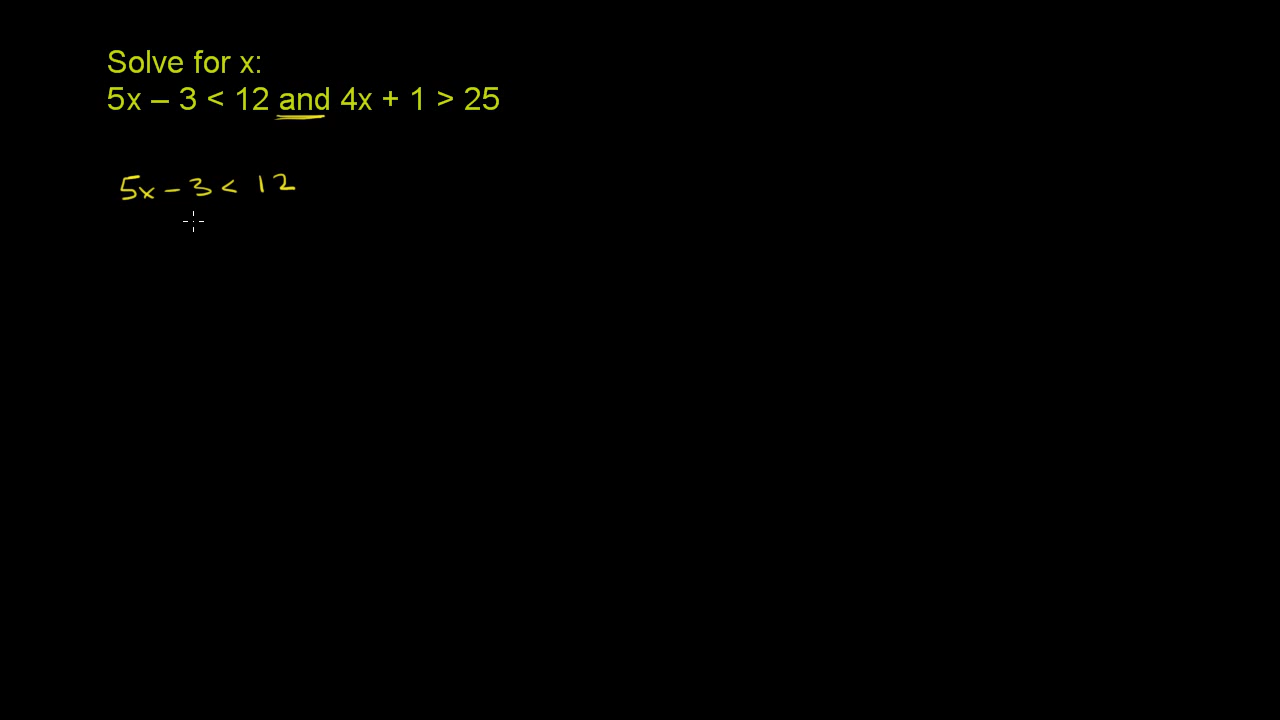 Solve for x:
5x – 3 < 12 and 4x + 1 > 25
5x - 3 < 12